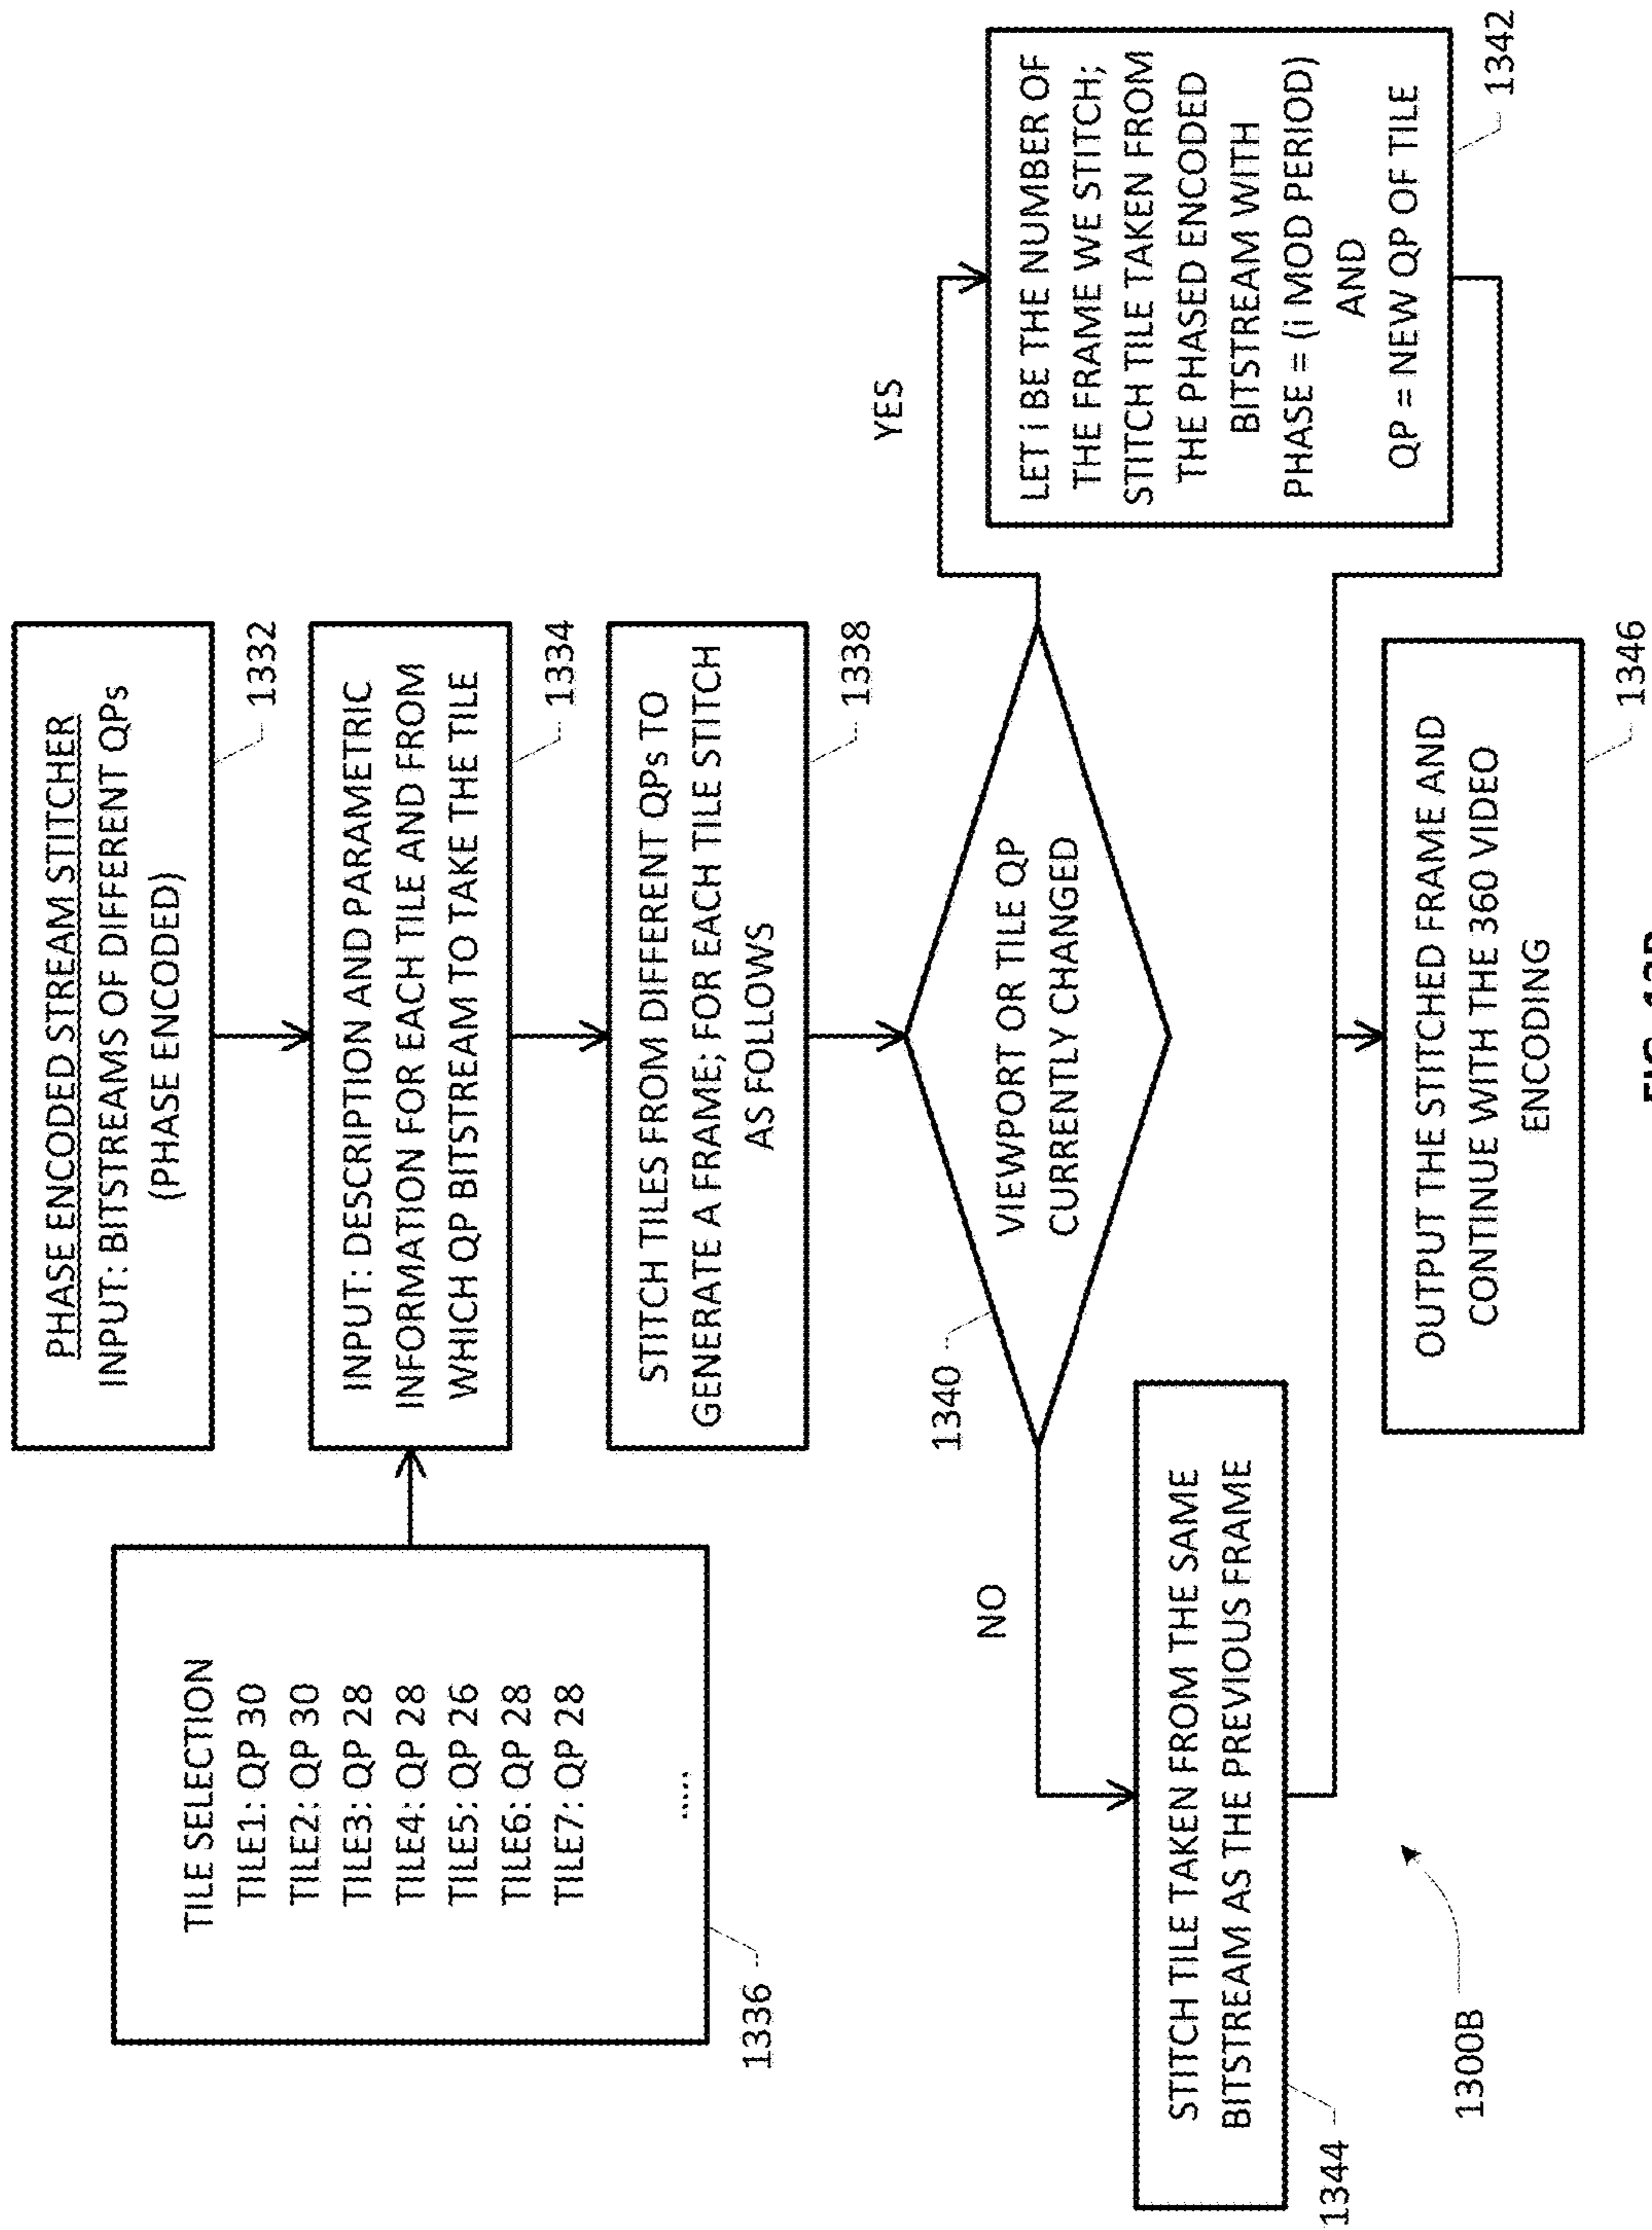 PHASE ENCODED STREAM STITCHER
INPUT: BITSTREAMS OF DIFFERENT QPs
(PHASE ENCODED)
1332
INPUT: DESCRIPTION AND PARAMETRIC
INFORMATION FOR EACH TILE AND FROM
WHICH QP BITSTREAM TO TAKE THE TILE
1334
TILE SELECTION
TILE1: QP 30
TILE2: QP 30
TILE3: QP 28
TILE4: QP 28
TILE5: QP 26
TILE6: QP 28
TILE7: QP 28
....
1336
STITCH TILES FROM DIFFERENT QPs TO
GENERATE A FRAME; FOR EACH TILE STITCH
AS FOLLOWS
1338
VIEWPORT OR TILE QP
CURRENTLY CHANGED
1340
NO
YES
LET i BE THE NUMBER OF
THE FRAME WE STITCH;
STITCH TILE TAKEN FROM
THE PHASED ENCODED
BITSTREAM WITH
PHASE = (i MOD PERIOD)
AND
QP = NEW QP OF TILE
1342
STITCH TILE TAKEN FROM THE SAME
BITSTREAM AS THE PREVIOUS FRAME
1344
OUTPUT THE STITCHED FRAME AND
CONTINUE WITH THE 360 VIDEO
ENCODING
1346
1300B